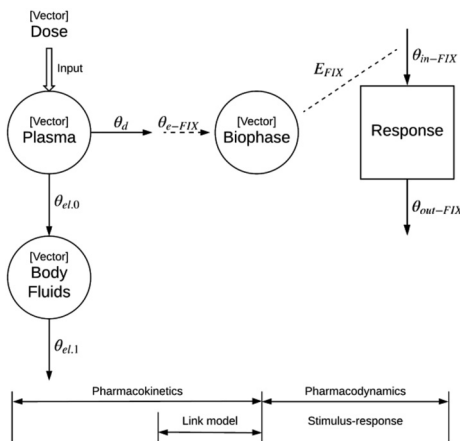 [Vector]
Dose
Input
[Vector]
Plasma
θd
θe−FIX
[Vector]
Biophase
EFIX
θin−FIX
Response
θout−FIX
θel.0
[Vector]
Body
Fluids
θel.1
Pharmacokinetics
Pharmacodynamics
Link model
Stimulus-response